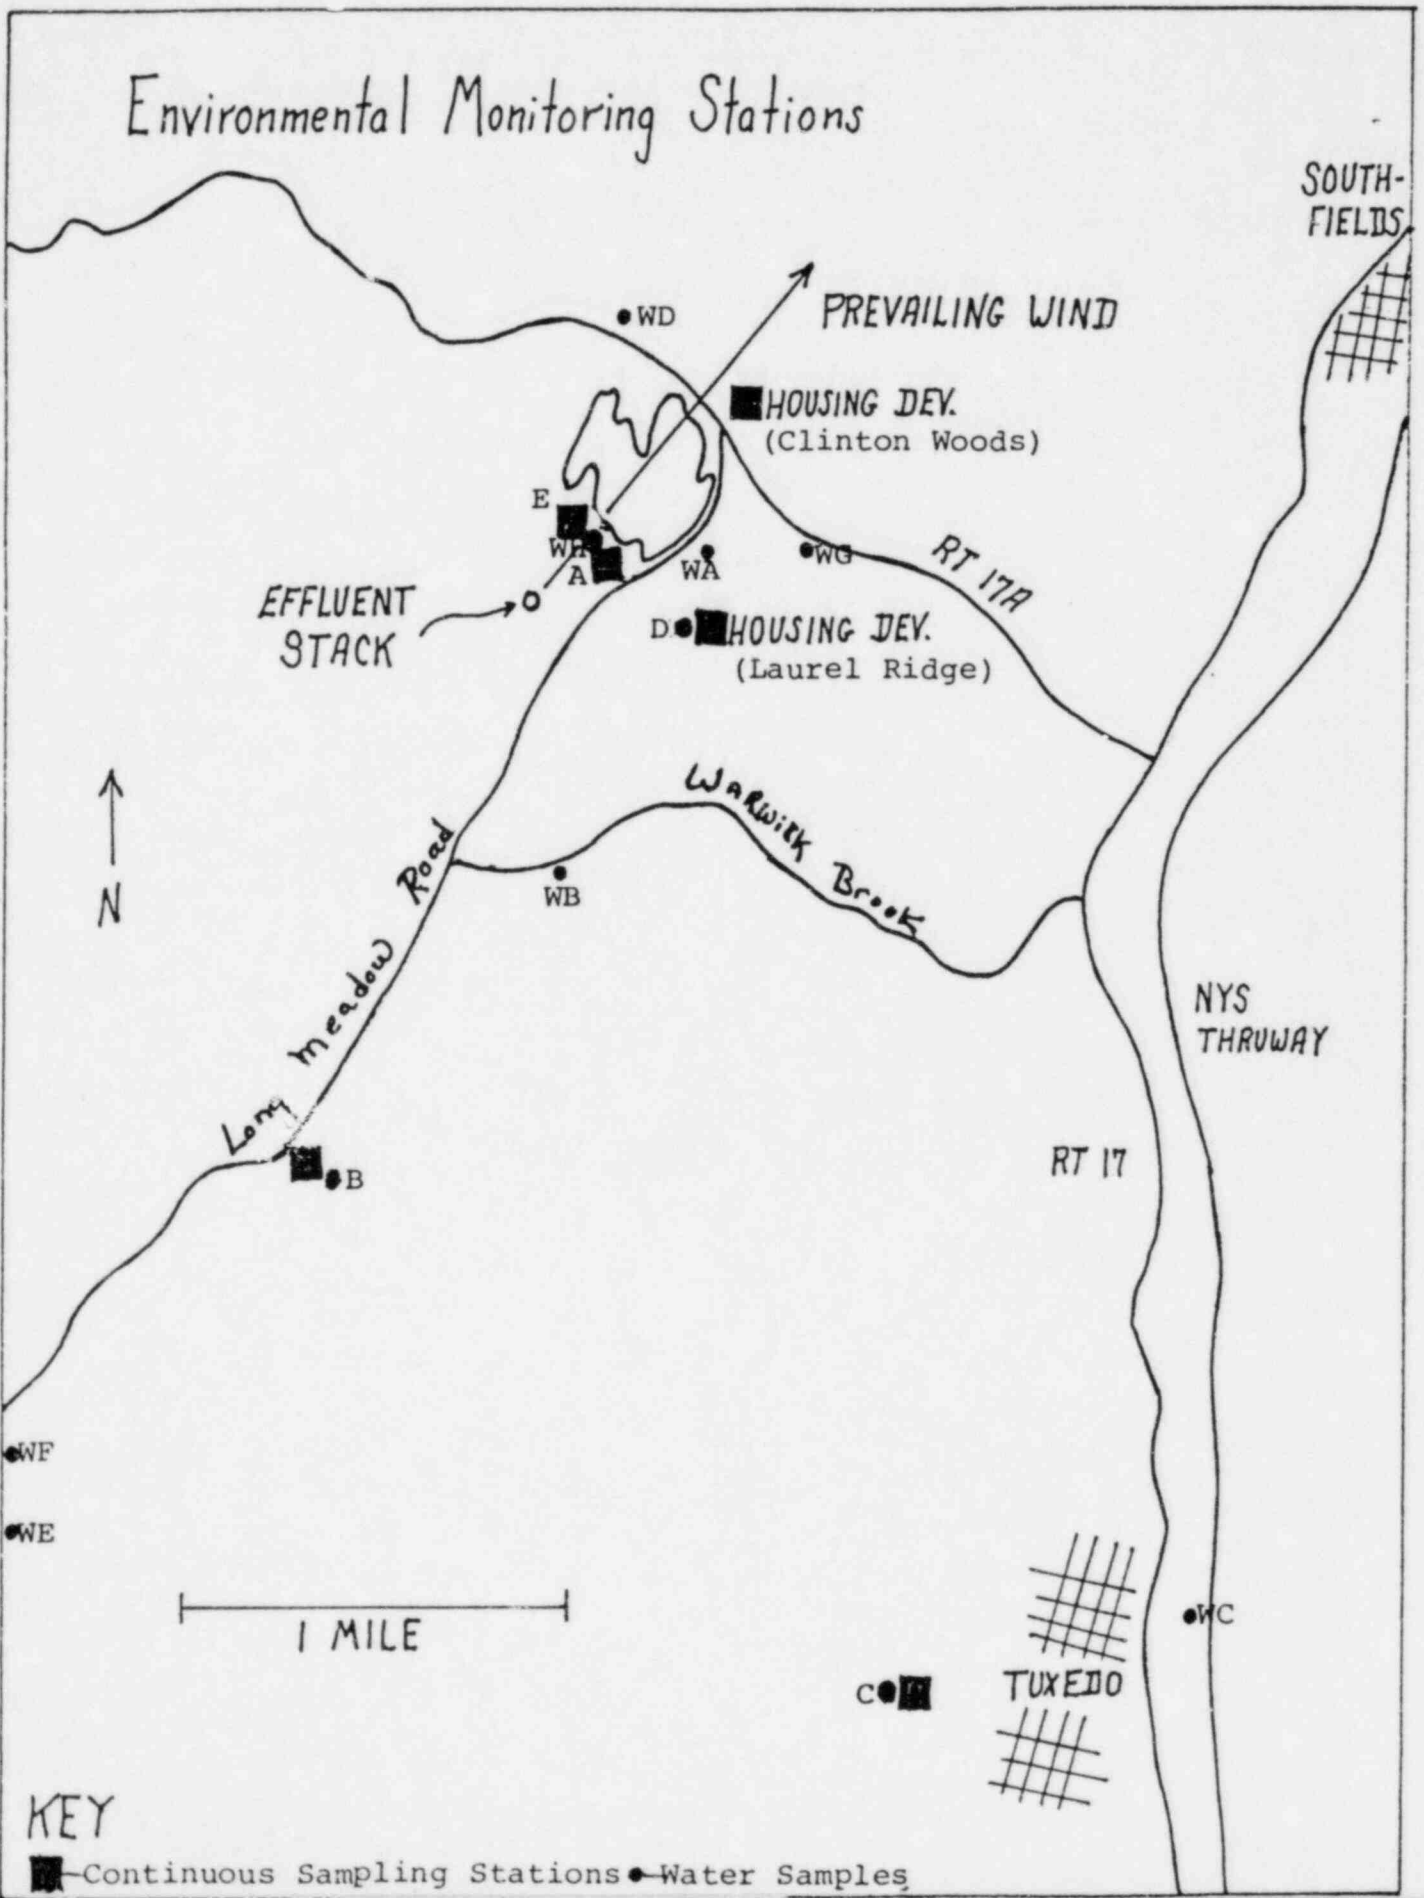 Environmental Monitoring Stations
SOUTH-
FIELDS
WD
PREVAILING WIND
HOUSING DEV.
(Clinton Woods)
E
WH
A
WA
WG
RT 17A
EFFLUENT
STACK
D
HOUSING DEV.
(Laurel Ridge)
Warwick Brook
N
Long Meadow Road
WB
NYS
THRUWAY
RT 17
B
WF
WE
1 MILE
WC
C
TUXEDO
KEY
Continuous Sampling Stations
Water Samples